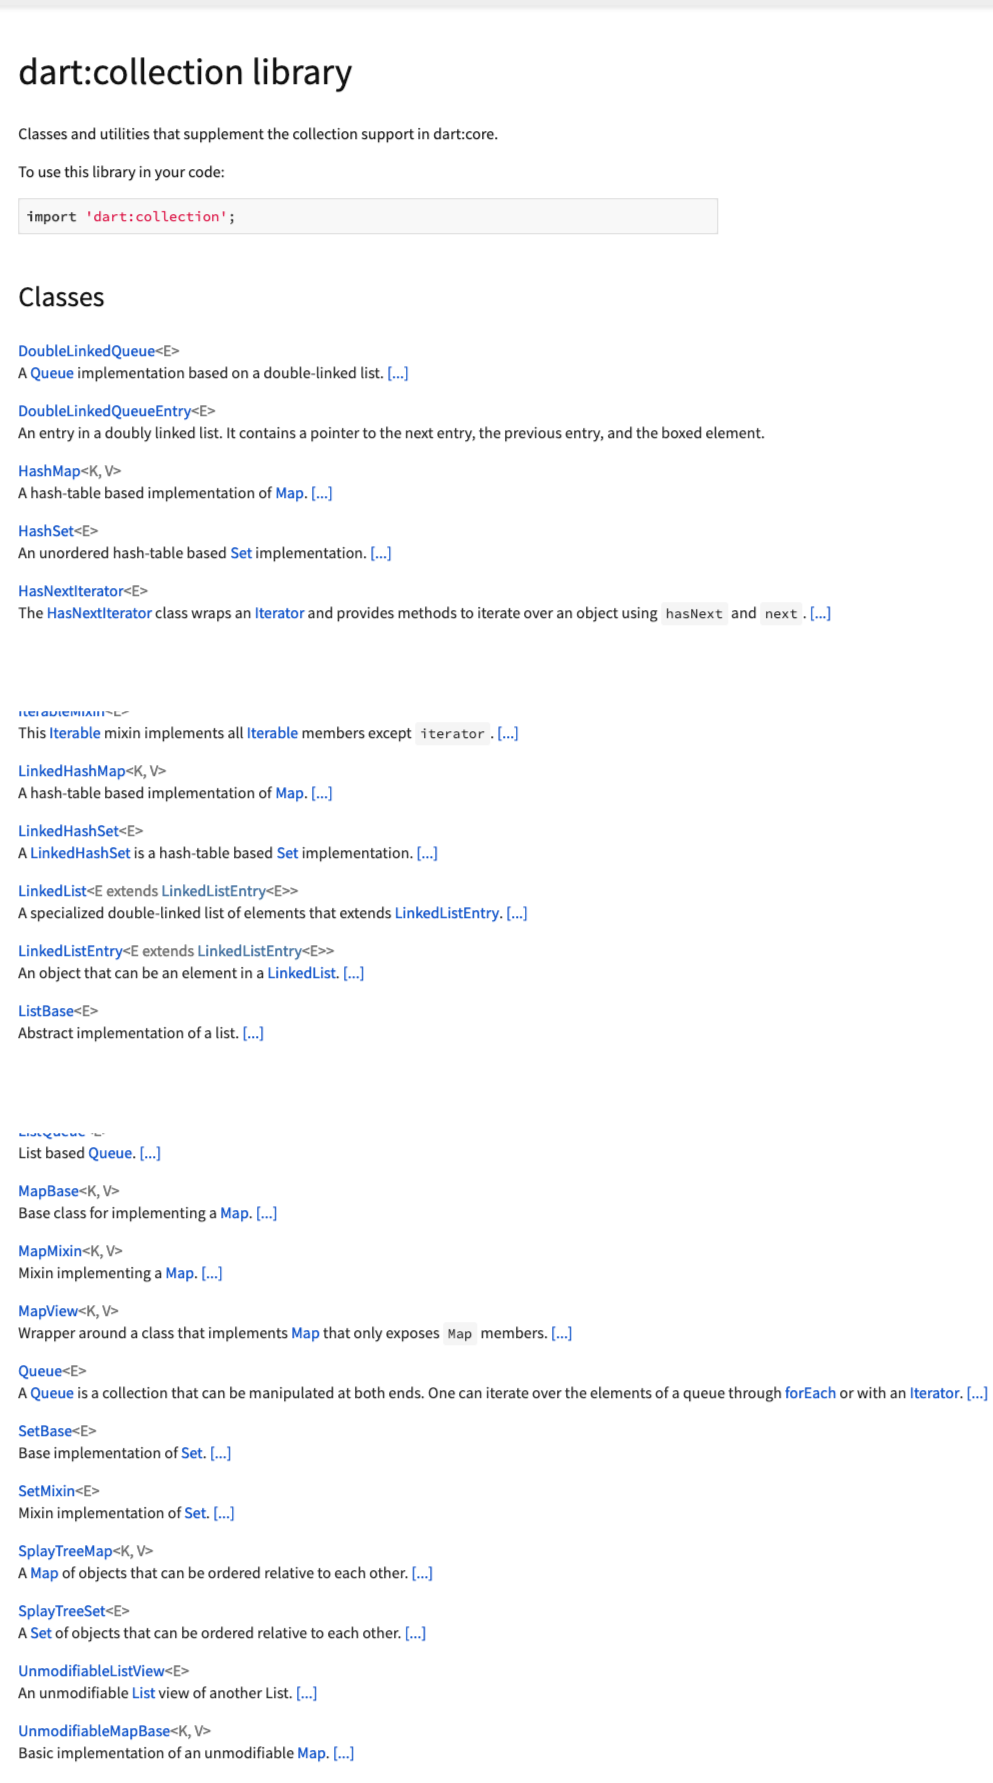 dart:collection library
Classes and utilities that supplement the collection support in dart:core.
To use this library in your code:
import 'dart:collection';
Classes
DoubleLinkedQueue<E>
A Queue implementation based on a double-linked list. [...]
DoubleLinkedQueueEntry<E>
An entry in a doubly linked list. It contains a pointer to the next entry, the previous entry, and the boxed element.
HashMap<K, V>
A hash-table based implementation of Map. [...]
HashSet<E>
An unordered hash-table based Set implementation. [...]
HasNextIterator<E>
The HasNextIterator class wraps an Iterator and provides methods to iterate over an object using hasNext and next . [...]
IterableMixin<E>
This Iterable mixin implements all Iterable members except iterator . [...]
LinkedHashMap<K, V>
A hash-table based implementation of Map. [...]
LinkedHashSet<E>
A LinkedHashSet is a hash-table based Set implementation. [...]
LinkedList<E extends LinkedListEntry<E>>
A specialized double-linked list of elements that extends LinkedListEntry. [...]
LinkedListEntry<E extends LinkedListEntry<E>>
An object that can be an element in a LinkedList. [...]
ListBase<E>
Abstract implementation of a list. [...]
ListQueue<E>
List based Queue. [...]
MapBase<K, V>
Base class for implementing a Map. [...]
MapMixin<K, V>
Mixin implementing a Map. [...]
MapView<K, V>
Wrapper around a class that implements Map that only exposes Map members. [...]
Queue<E>
A Queue is a collection that can be manipulated at both ends. One can iterate over the elements of a queue through forEach or with an Iterator. [...]
SetBase<E>
Base implementation of Set. [...]
SetMixin<E>
Mixin implementation of Set. [...]
SplayTreeMap<K, V>
A Map of objects that can be ordered relative to each other. [...]
SplayTreeSet<E>
A Set of objects that can be ordered relative to each other. [...]
UnmodifiableListView<E>
An unmodifiable List view of another List. [...]
UnmodifiableMapBase<K, V>
Basic implementation of an unmodifiable Map. [...]